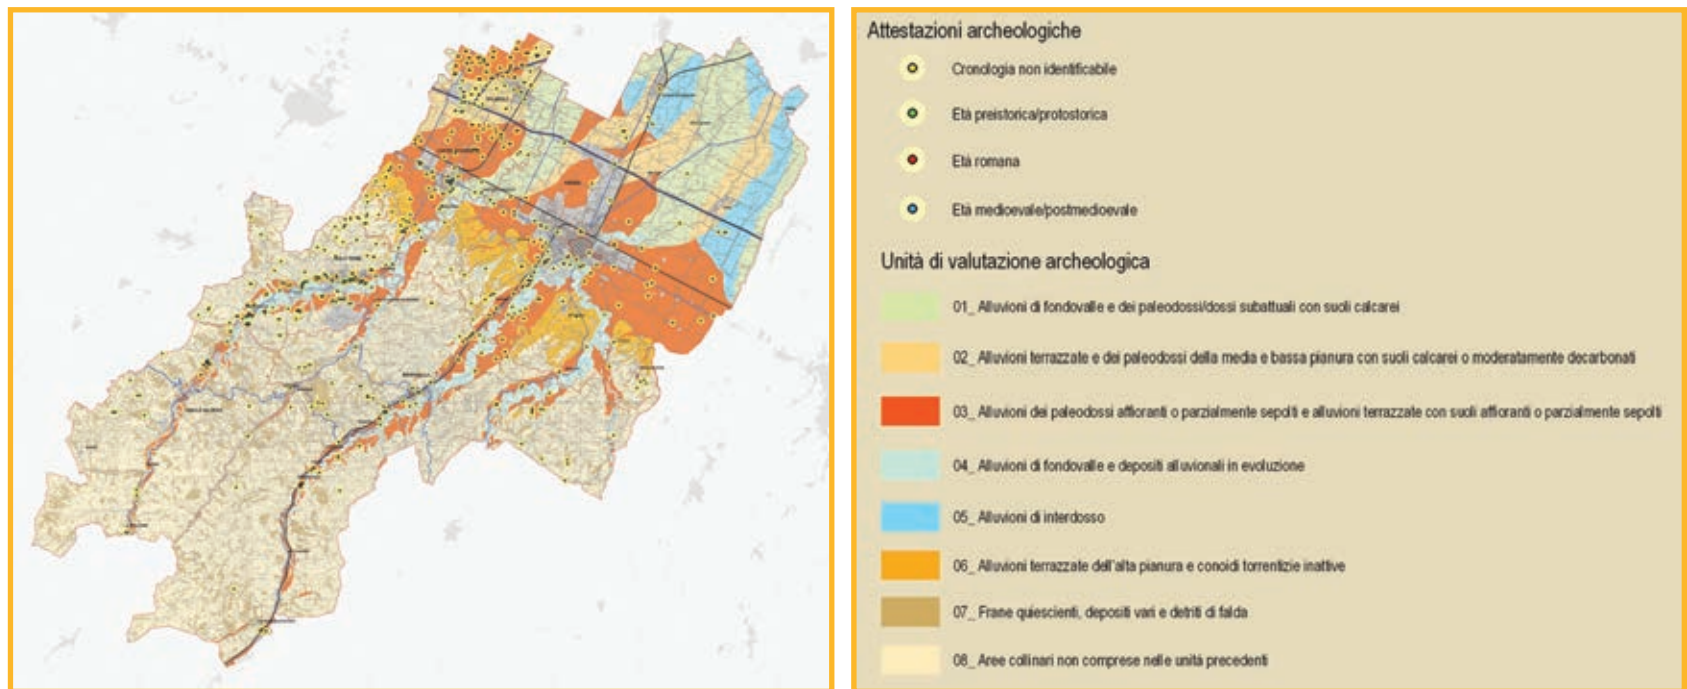 Attestazioni archeologiche
Cronologia non identificabile
Età preistorica/protostorica
Età romana
Età medioevale/postmedioevale
Unità di valutazione archeologica
01_ Alluvioni di fondovalle e dei paleodossi/dossi subattuali con suoli calcarei
02_ Alluvioni terrazzate e dei paleodossi della media e bassa pianura con suoli calcarei o moderatamente decarbonati
03_ Alluvioni dei paleodossi affioranti o parzialmente sepolti e alluvioni terrazzate con suoli affioranti o parzialmente sepolti
04_ Alluvioni di fondovalle e depositi alluvionali in evoluzione
05_ Alluvioni di interdosso
06_ Alluvioni terrazzate dell'alta pianura e conoidi torrentizie inattive
07_ Frane quiescienti, depositi vari e detriti di falda
08_ Aree collinari non comprese nelle unità precedenti